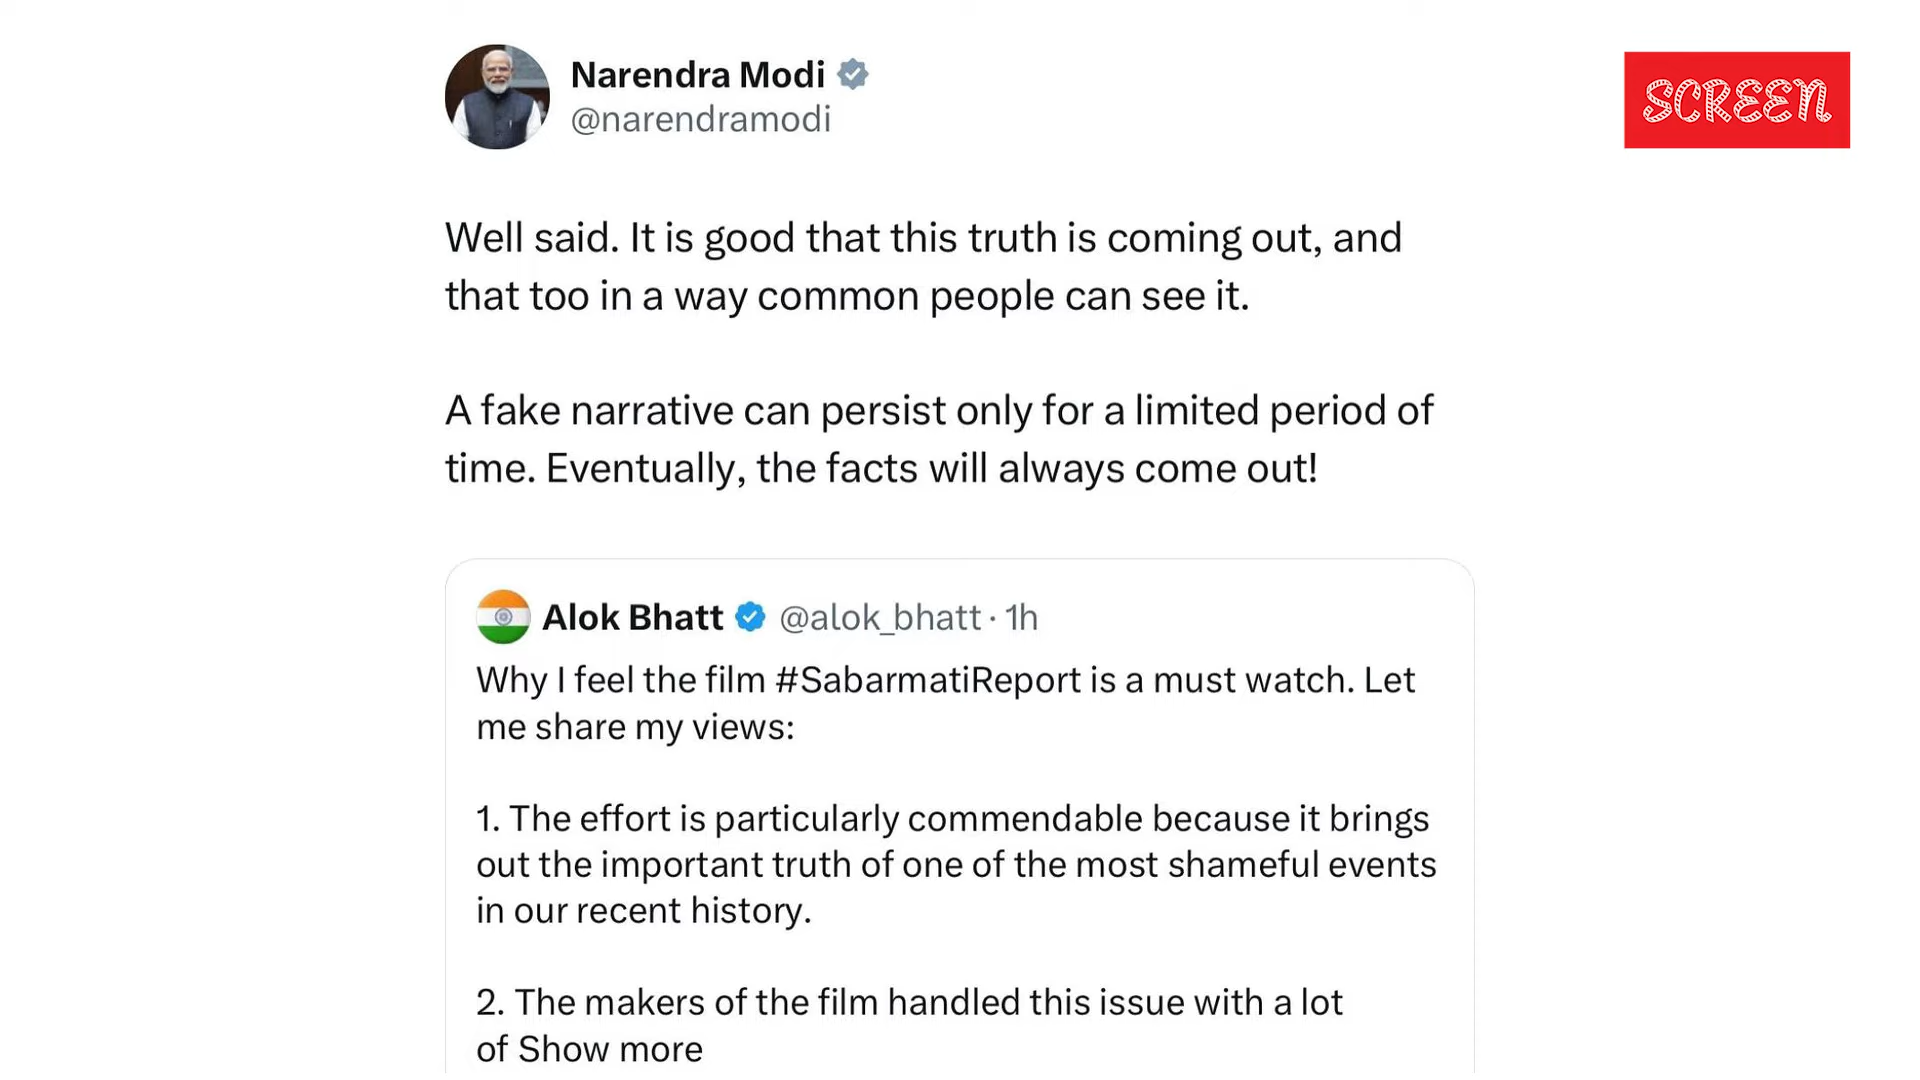 Narendra Modi
@narendramodi
SCREEN
Well said. It is good that this truth is coming out, and
that too in a way common people can see it.
A fake narrative can persist only for a limited period of
time. Eventually, the facts will always come out!
Alok Bhatt @alok_bhatt · 1h
Why I feel the film #SabarmatiReport is a must watch. Let
me share my views:
1. The effort is particularly commendable because it brings
out the important truth of one of the most shameful events
in our recent history.
2. The makers of the film handled this issue with a lot
of Show more